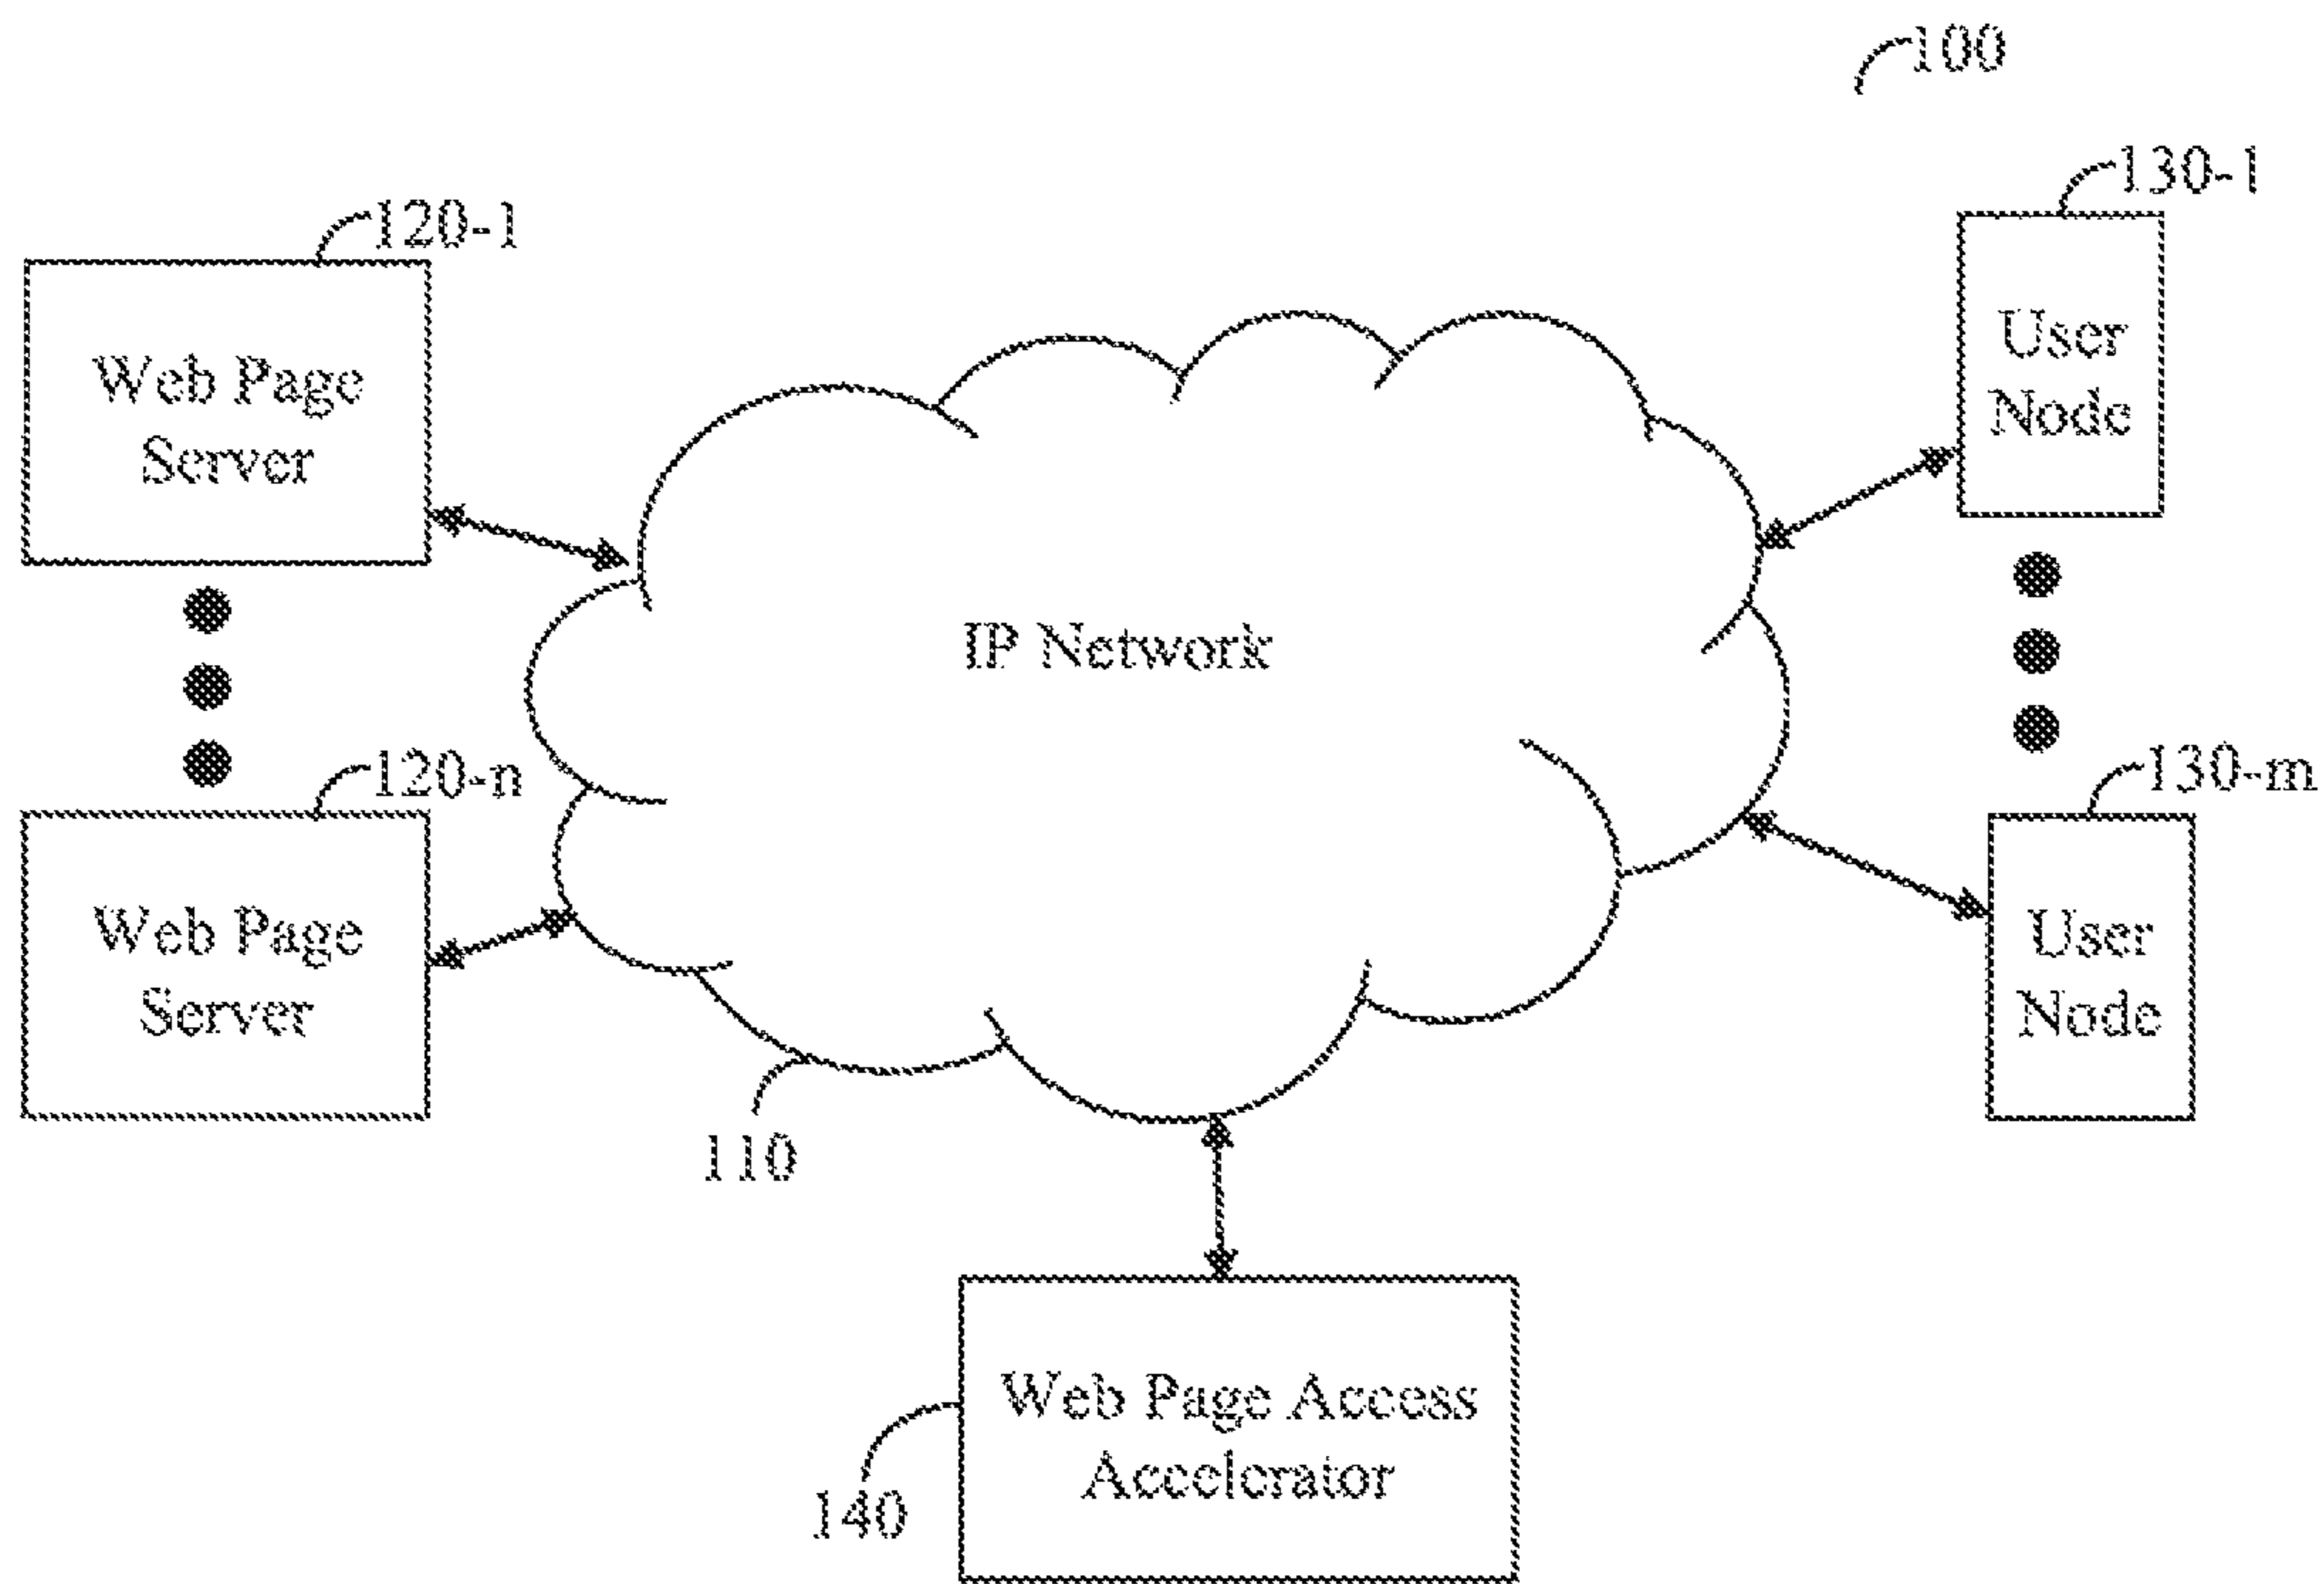 100
130-1
120-1
User
Node
Web Page
Server
IP Network
120-n
130-m
Web Page
Server
User
Node
110
Web Page Access
Accelerator
140